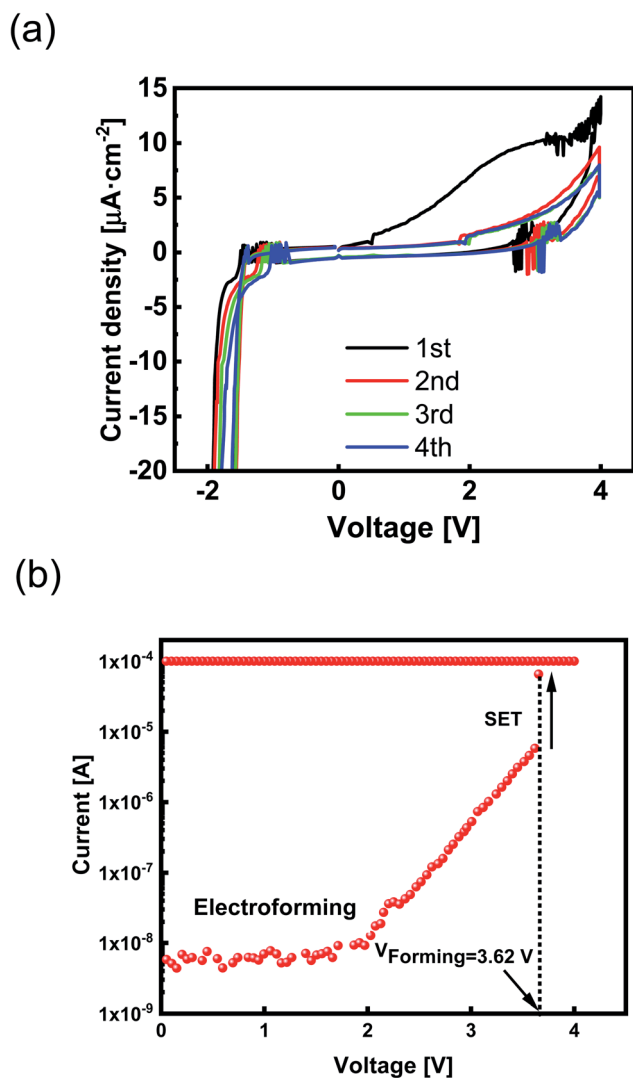 (a)
15
10
5
0
-5
-10
-15
-20
Current density [μA·cm⁻²]
1st
2nd
3rd
4th
-2 0 2 4
Voltage [V]
(b)
1x10⁻⁴
1x10⁻⁵
1x10⁻⁶
1x10⁻⁷
1x10⁻⁸
1x10⁻⁹
Current [A]
SET
Electroforming
VForming=3.62 V
0 1 2 3 4
Voltage [V]